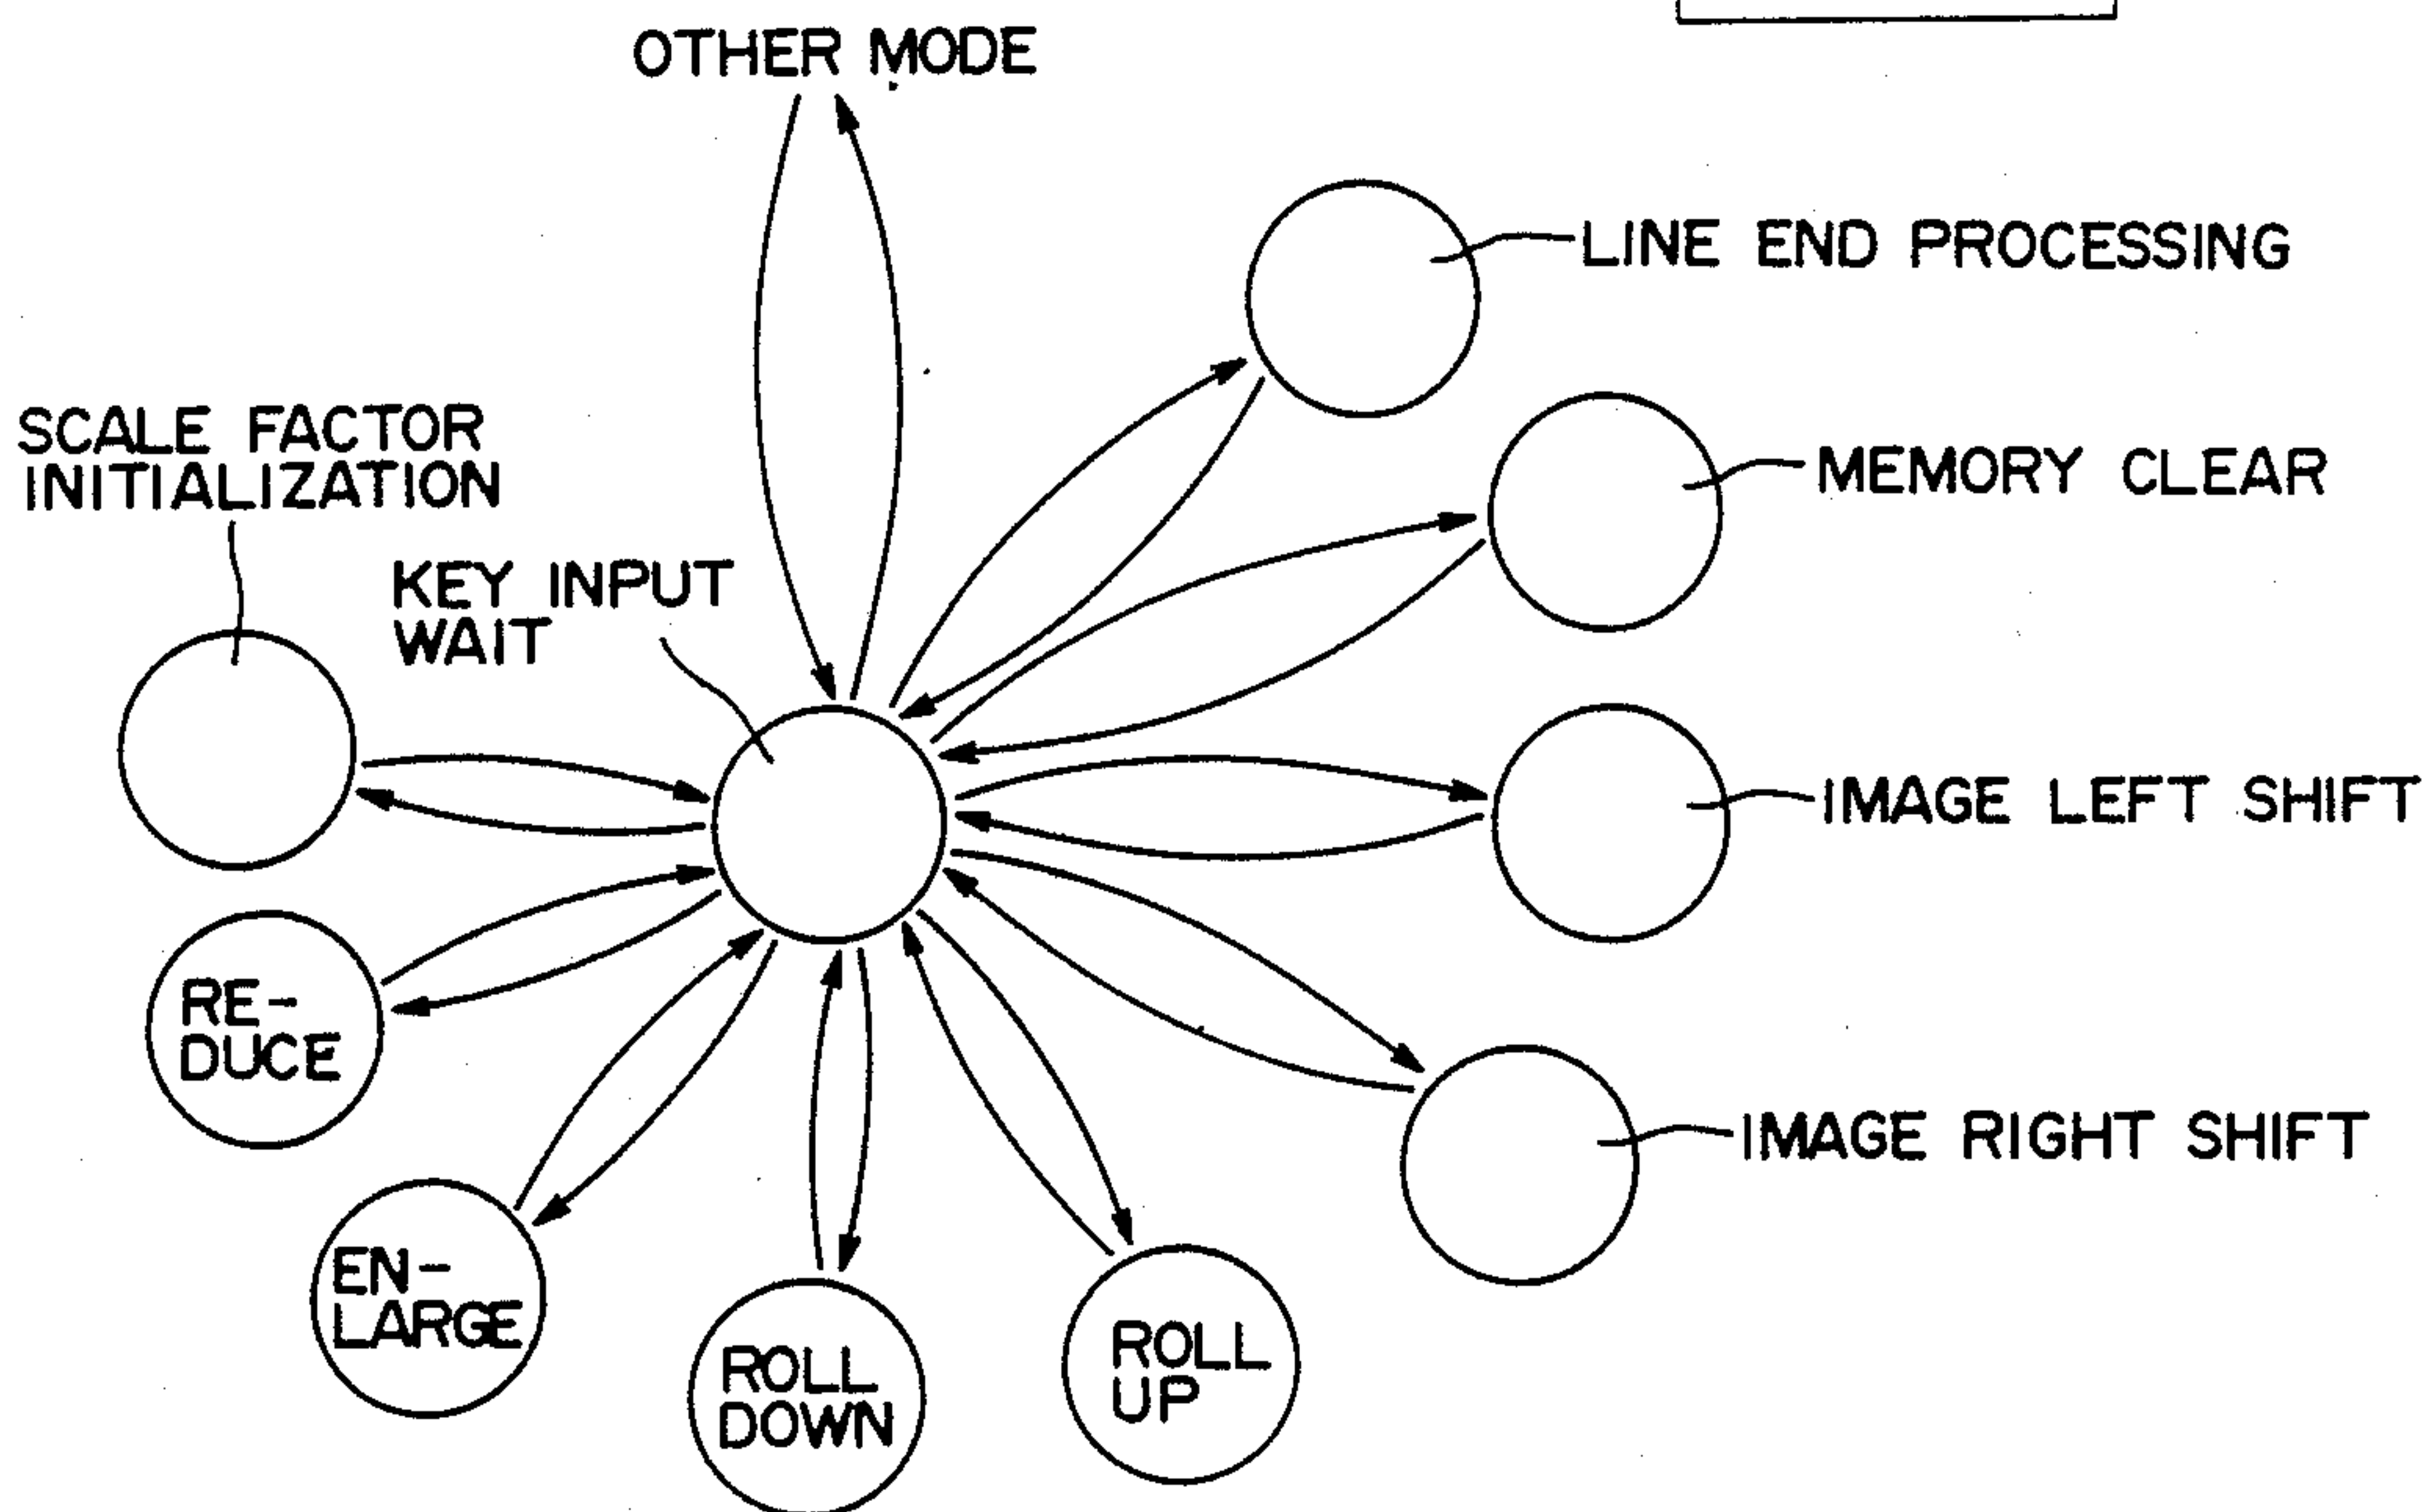 OTHER MODE
LINE END PROCESSING
SCALE FACTOR
INITIALIZATION
MEMORY CLEAR
KEY INPUT
WAIT
IMAGE LEFT SHIFT
RE-
DUCE
IMAGE RIGHT SHIFT
EN-
LARGE
ROLL
DOWN
ROLL
UP